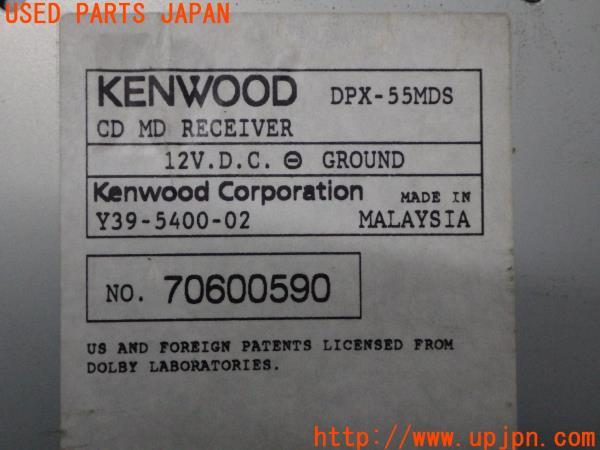 USED PARTS JAPAN
KENWOOD DPX-55MDS
CD MD RECEIVER
12V.D.C. ⊖ GROUND
Kenwood Corporation MADE IN
Y39-5400-02 MALAYSIA
NO. 70600590
US AND FOREIGN PATENTS LICENSED FROM
DOLBY LABORATORIES.
http://www.upjpn.com